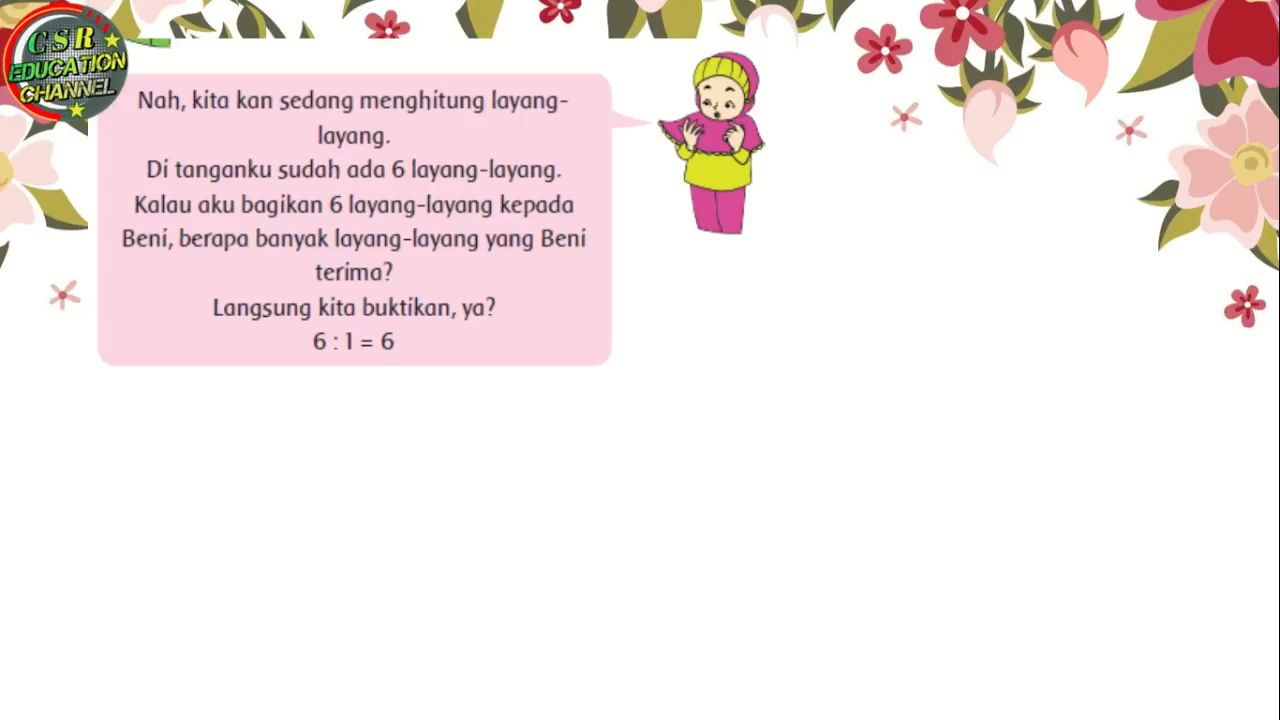 CSR
EDUCATION
CHANNEL
Nah, kita kan sedang menghitung layang-
layang.
Di tanganku sudah ada 6 layang-layang.
Kalau aku bagikan 6 layang-layang kepada
Beni, berapa banyak layang-layang yang Beni
terima?
Langsung kita buktikan, ya?
6 : 1 = 6